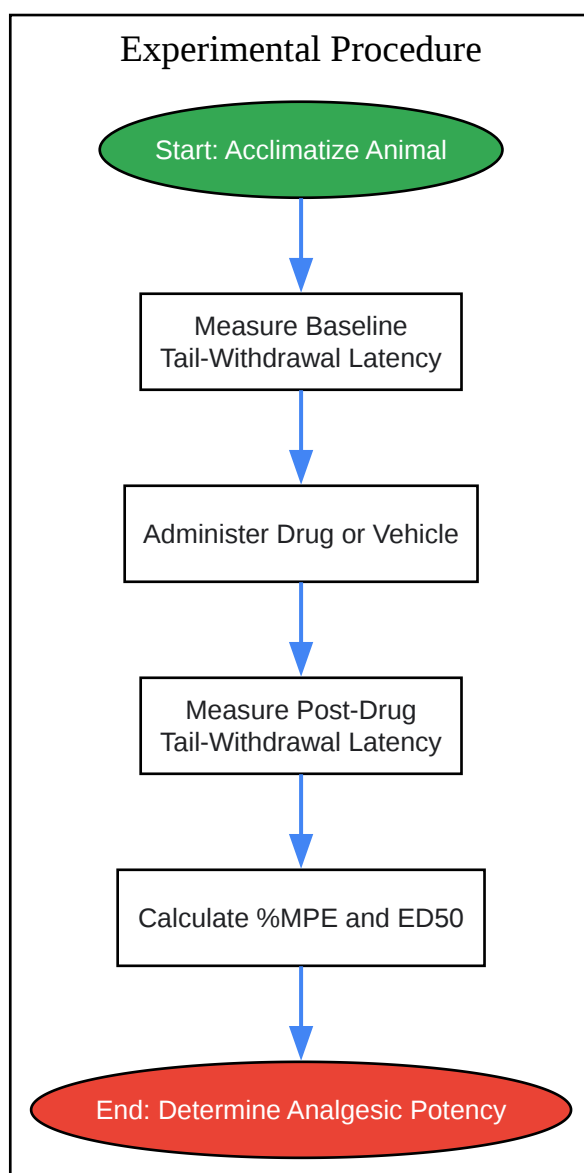 Experimental Procedure
Start: Acclimatize Animal
Measure Baseline
Tail-Withdrawal Latency
Administer Drug or Vehicle
Measure Post-Drug
Tail-Withdrawal Latency
Calculate %MPE and ED50
End: Determine Analgesic Potency